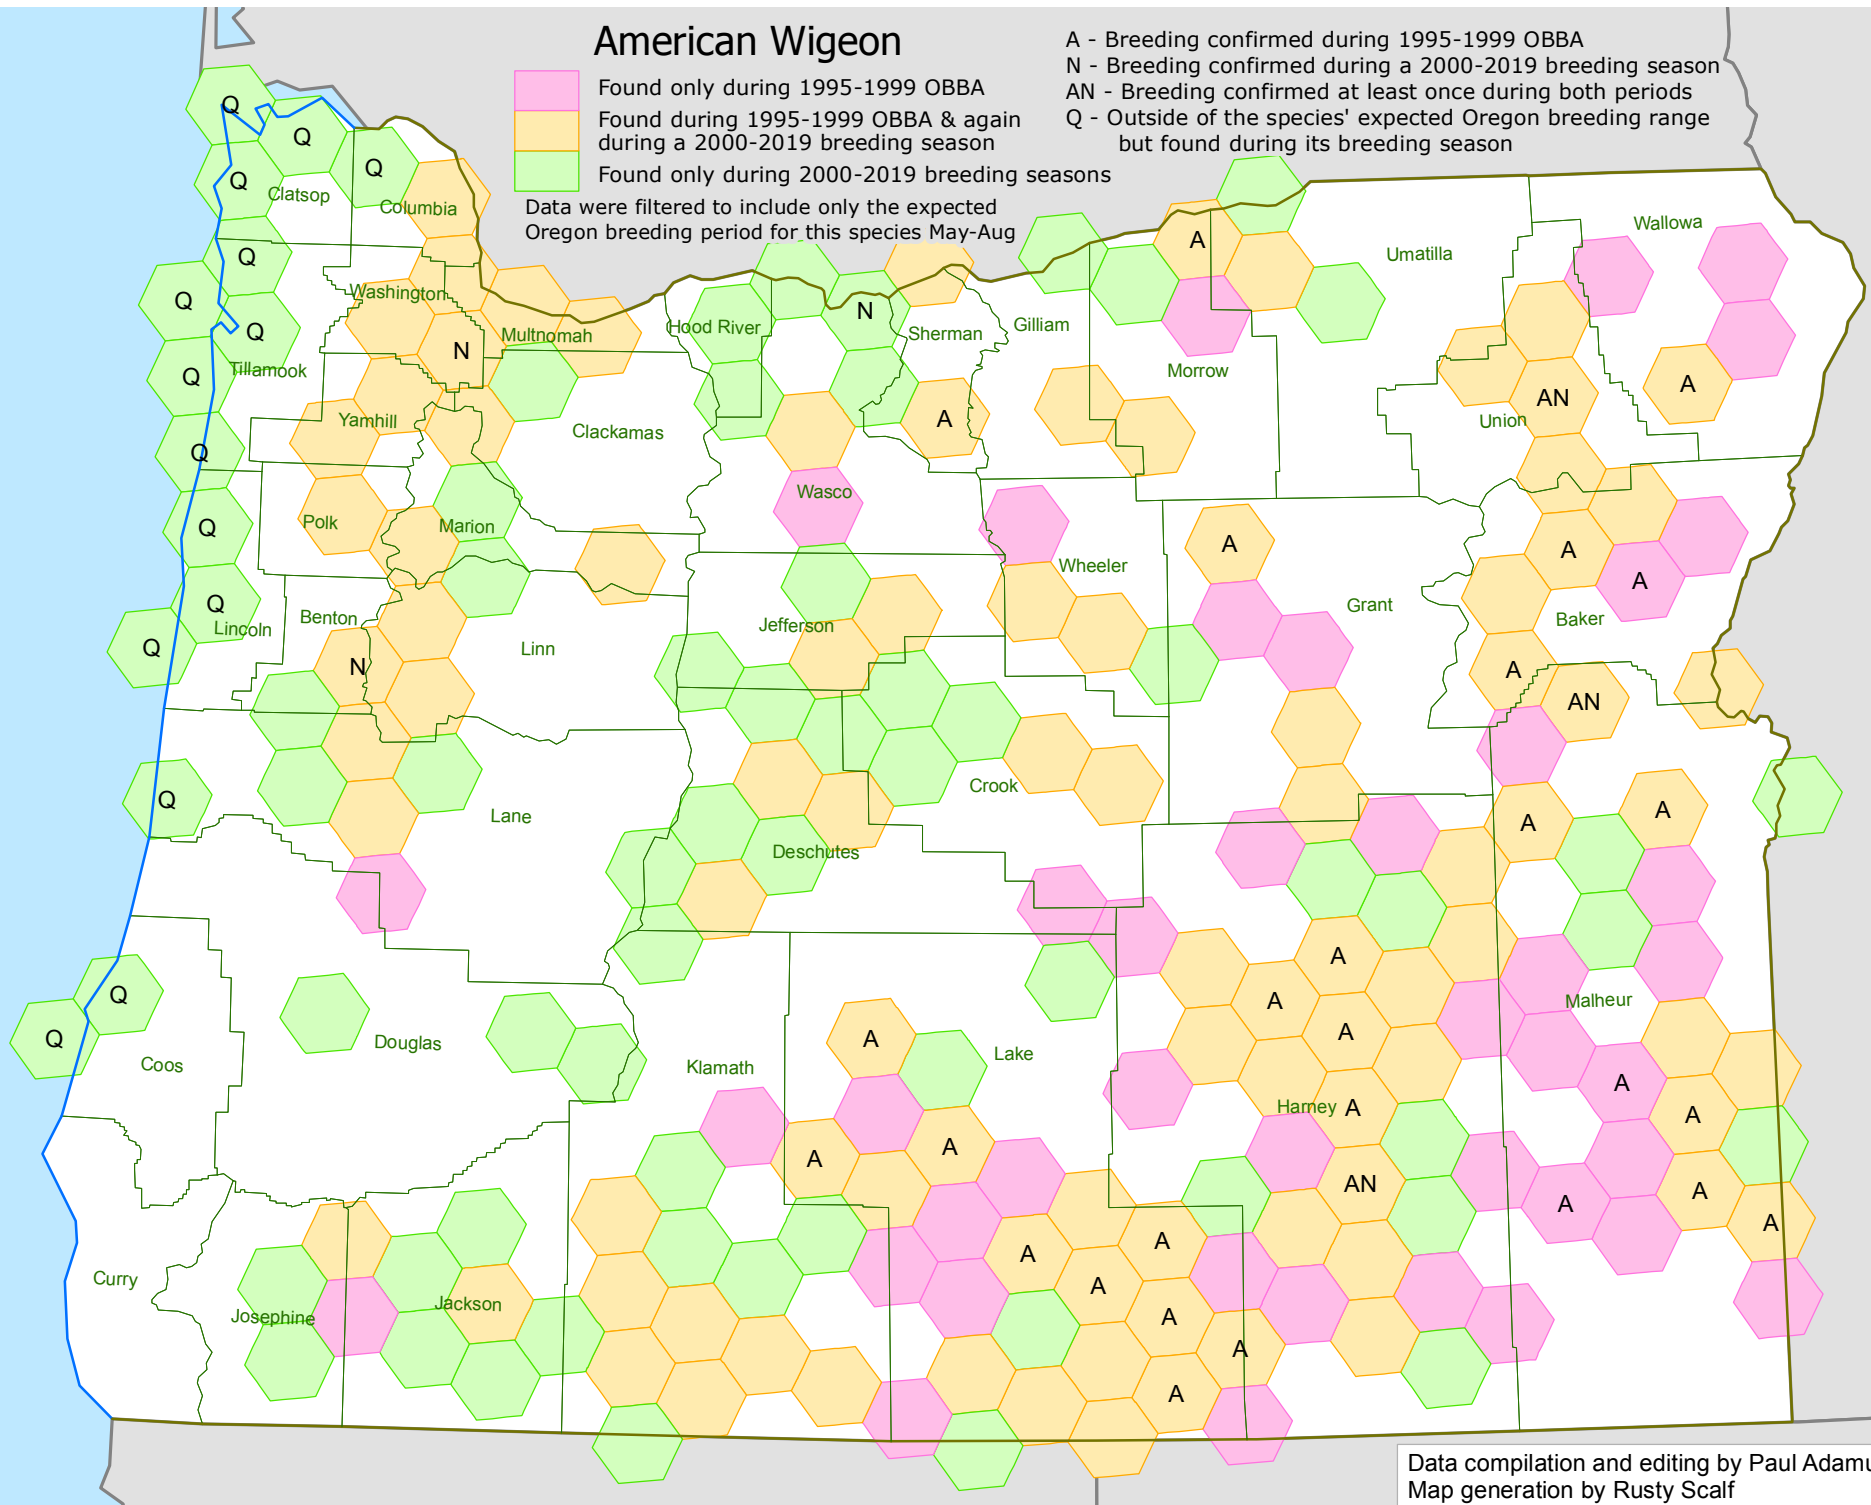 American Wigeon
Found only during 1995-1999 OBBA
Found during 1995-1999 OBBA & again
during a 2000-2019 breeding season
Found only during 2000-2019 breeding seasons
Data were filtered to include only the expected
Oregon breeding period for this species May-Aug
A - Breeding confirmed during 1995-1999 OBBA
N - Breeding confirmed during a 2000-2019 breeding season
AN - Breeding confirmed at least once during both periods
Q - Outside of the species' expected Oregon breeding range
but found during its breeding season
Q
Q
Q
Q
Clatsop
Columbia
Wallowa
Q
A
Umatilla
Q
Washington
N
Q
Multnomah
Hood River
Sherman
Gilliam
N
Q
Tillamook
Morrow
A
AN
Yamhill
Clackamas
A
Union
Q
Wasco
Polk
Marion
Q
A
A
Wheeler
A
Q
Lincoln
Benton
Jefferson
Grant
Baker
Q
Linn
N
A
AN
Crook
Q
Lane
A
A
Deschutes
A
Q
A
Malheur
Q
Douglas
A
A
Coos
Klamath
Lake
A
Harney
A
A
A
A
AN
A
A
A
A
A
A
Curry
A
Josephine
Jackson
A
A
A
Data compilation and editing by Paul Adamu
Map generation by Rusty Scalf